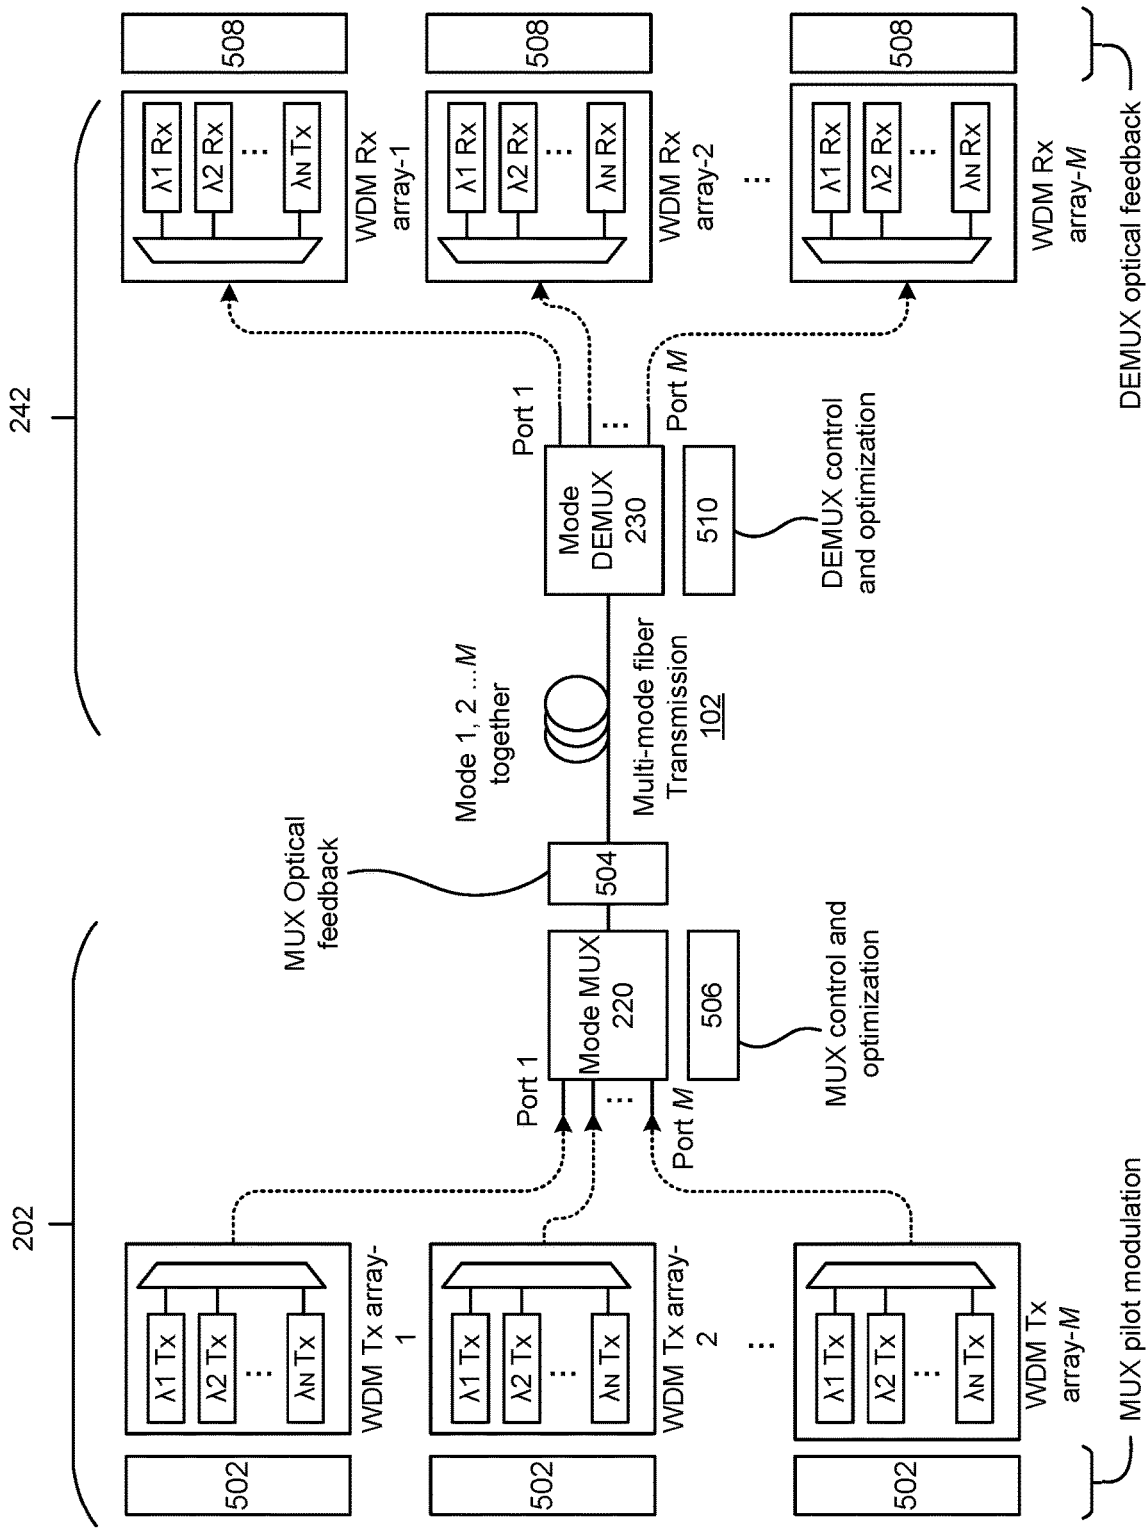 202
242
502
λ1 Tx
λ2 Tx
...
λN Tx
WDM Tx array-
1
502
λ1 Tx
λ2 Tx
...
λN Tx
WDM Tx array-
2
...
502
λ1 Tx
λ2 Tx
...
λN Tx
WDM Tx
array-M
MUX pilot modulation
Port 1
...
Port M
Mode MUX
220
506
MUX control and
optimization
MUX Optical
feedback
504
Mode 1, 2 ...M
together
Multi-mode fiber
Transmission
102
Mode
DEMUX
230
510
DEMUX control
and optimization
Port 1
...
Port M
λ1 Rx
λ2 Rx
...
λN Tx
WDM Rx
array-1
508
λ1 Rx
λ2 Rx
...
λN Rx
WDM Rx
array-2
508
...
λ1 Rx
λ2 Rx
...
λN Rx
WDM Rx
array-M
508
DEMUX optical feedback